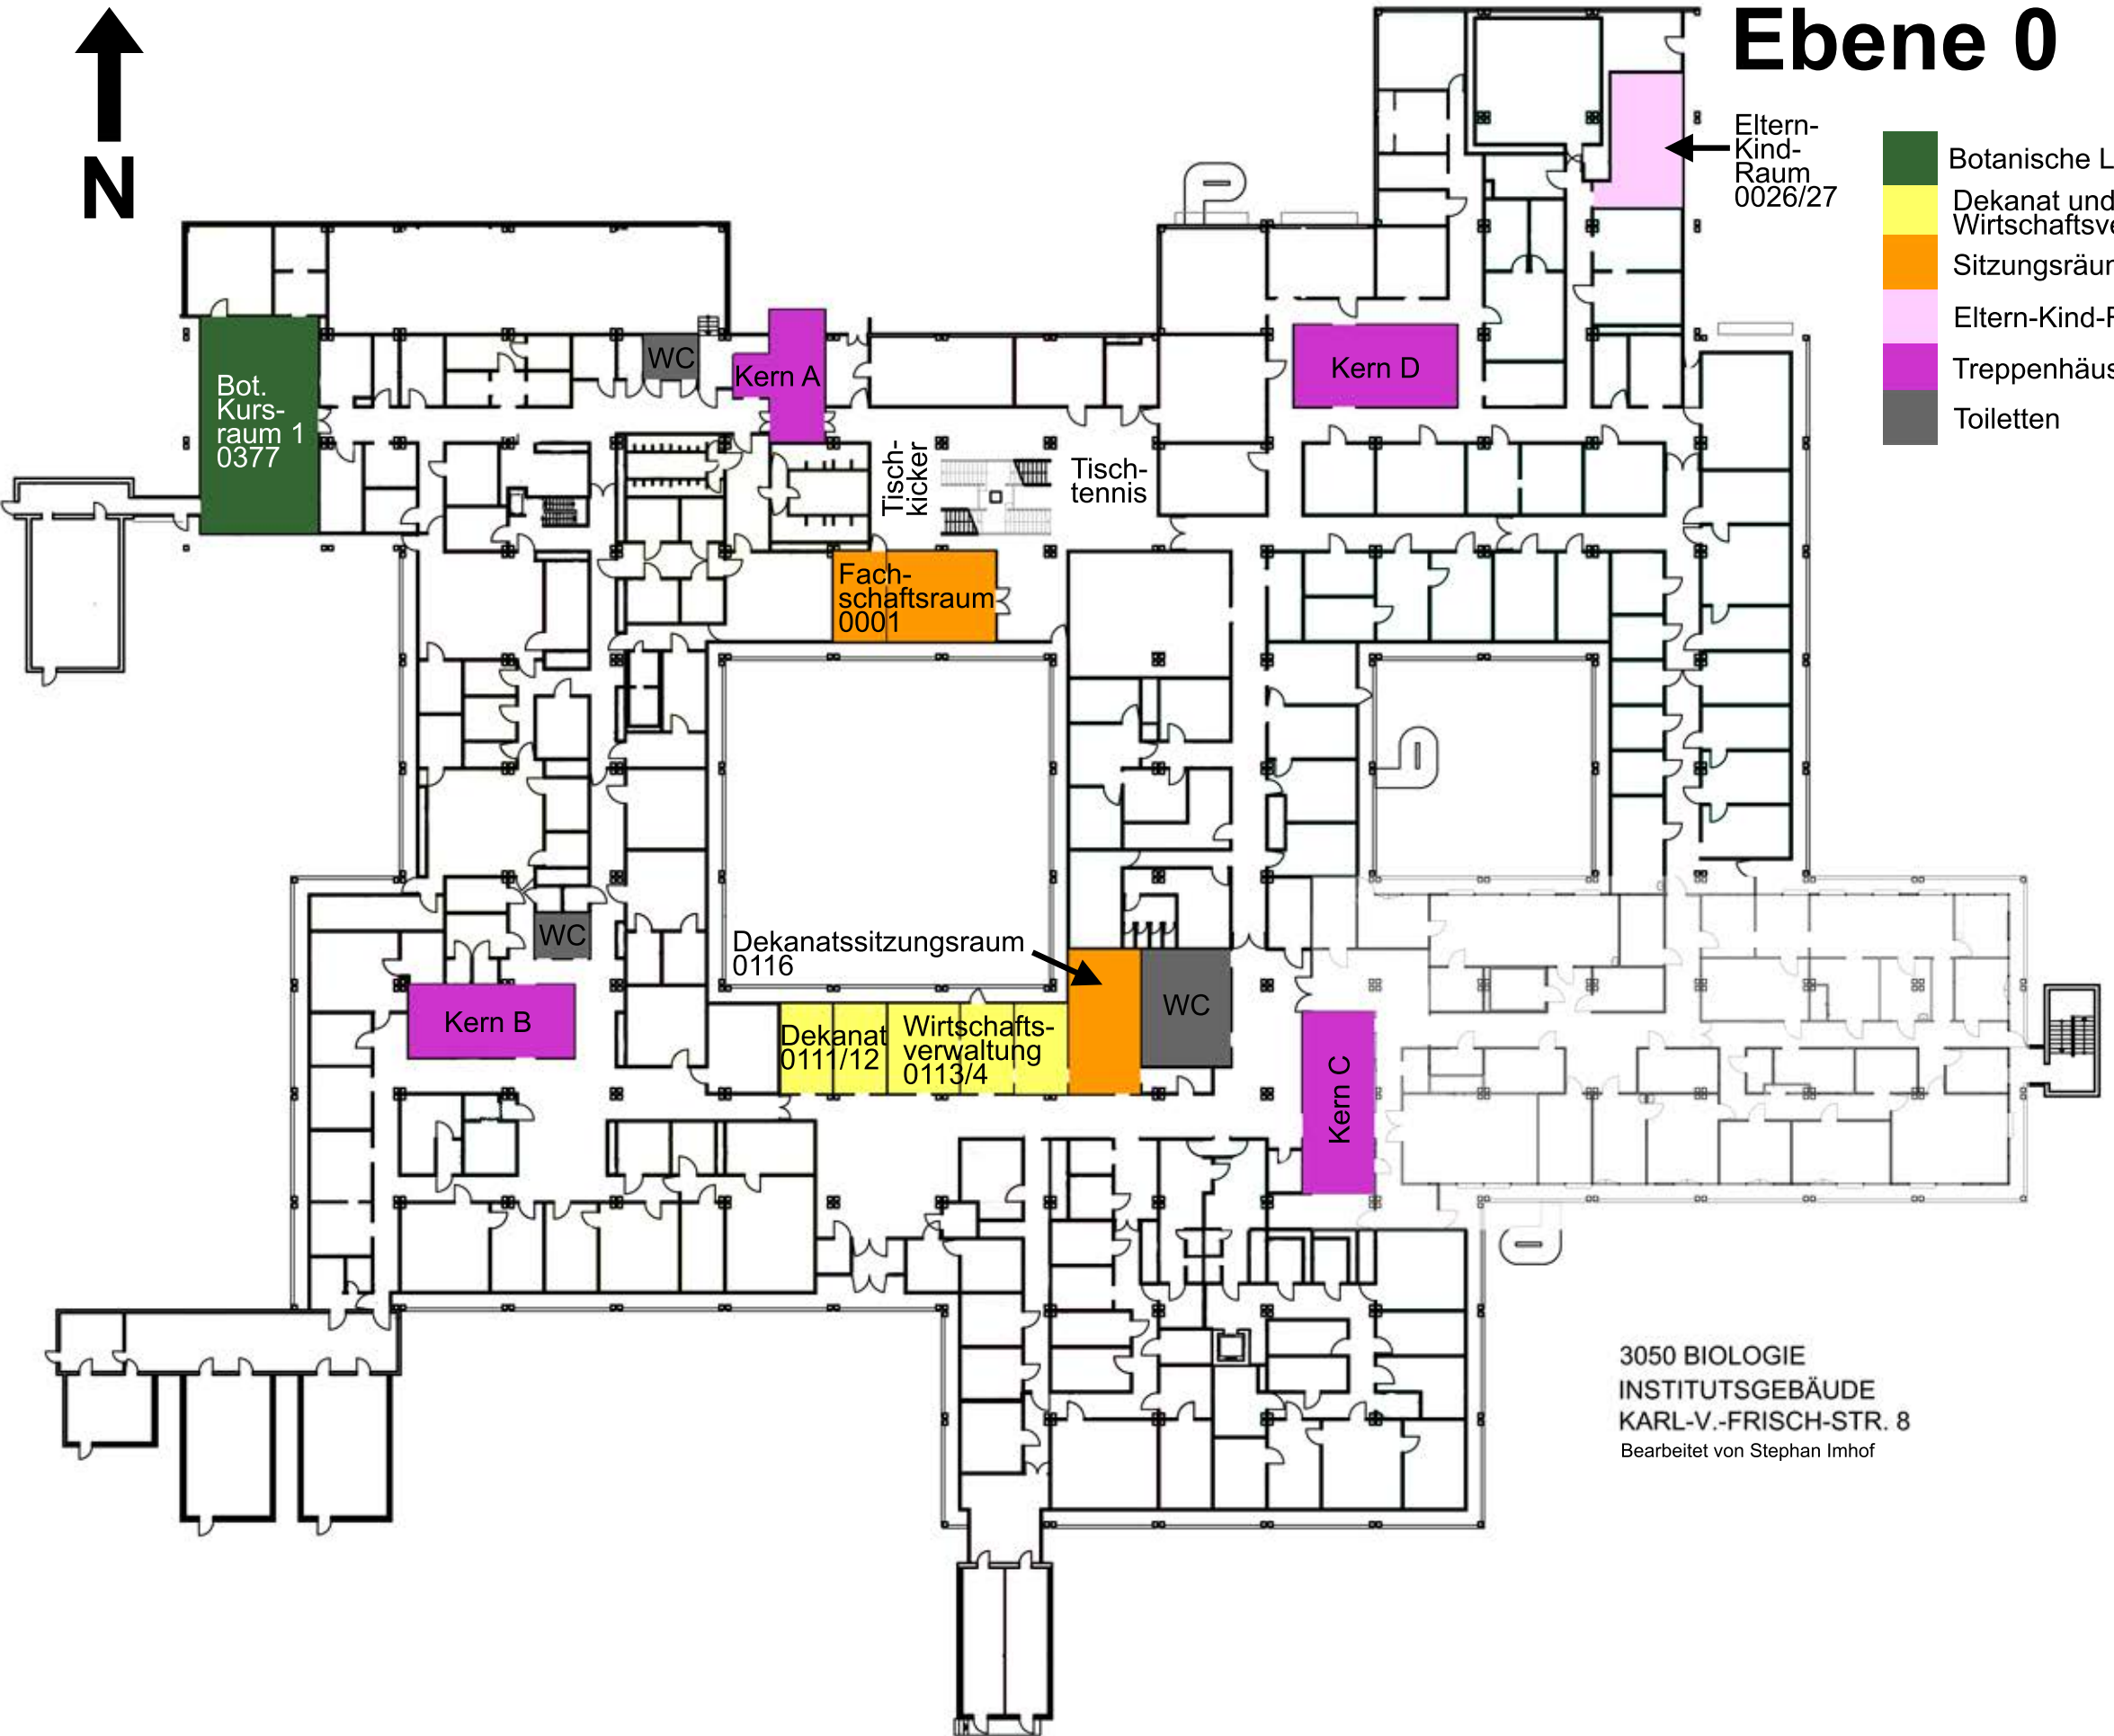 Ebene 0
N
Eltern-
Kind-
Raum
0026/27
Botanische
Dekanat und
Sitzungsräu
Eltern-Kind-
Treppenhäus
Toiletten
WC
Kern A
Kern D
Bot.
Kurs-
raum 1
0377
Tisch-
kicker
Tisch-
tennis
Fach-
schaftsraum
0001
Dekanatssitzungsraum
0116
WC
WC
Kern B
Dekanat
0111/12
Wirtschafts-
verwaltung
0113/4
Kern C
3050 BIOLOGIE
INSTITUTSGEBÄUDE
KARL-V.-FRISCH-STR. 8
Bearbeitet von Stephan Imhof